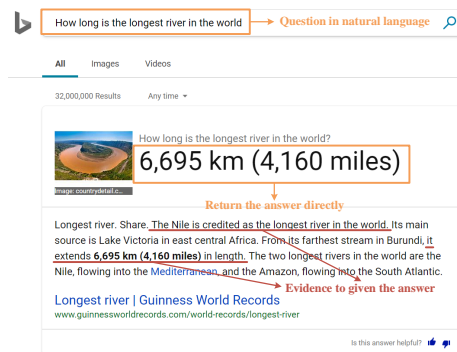 How long is the longest river in the world
Question in natural language
All Images Videos
32,000,000 Results Any time
How long is the longest river in the world?
6,695 km (4,160 miles)
Image: countrydetail.c...
Return the answer directly
Longest river. Share. The Nile is credited as the longest river in the world. Its main
source is Lake Victoria in east central Africa. From its farthest stream in Burundi, it
extends 6,695 km (4,160 miles) in length. The two longest rivers in the world are the
Nile, flowing into the Mediterranean, and the Amazon, flowing into the South Atlantic.
Evidence to given the answer
Longest river | Guinness World Records
www.guinnessworldrecords.com/world-records/longest-river
Is this answer helpful?